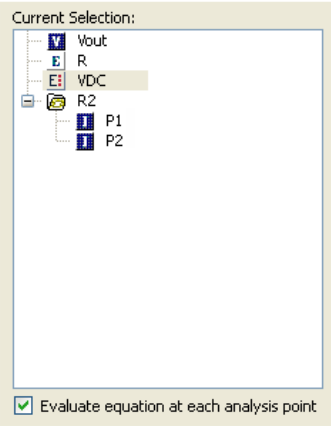 Current Selection:
V Vout
E R
E VDC
R2
I P1
I P2
Evaluate equation at each analysis point